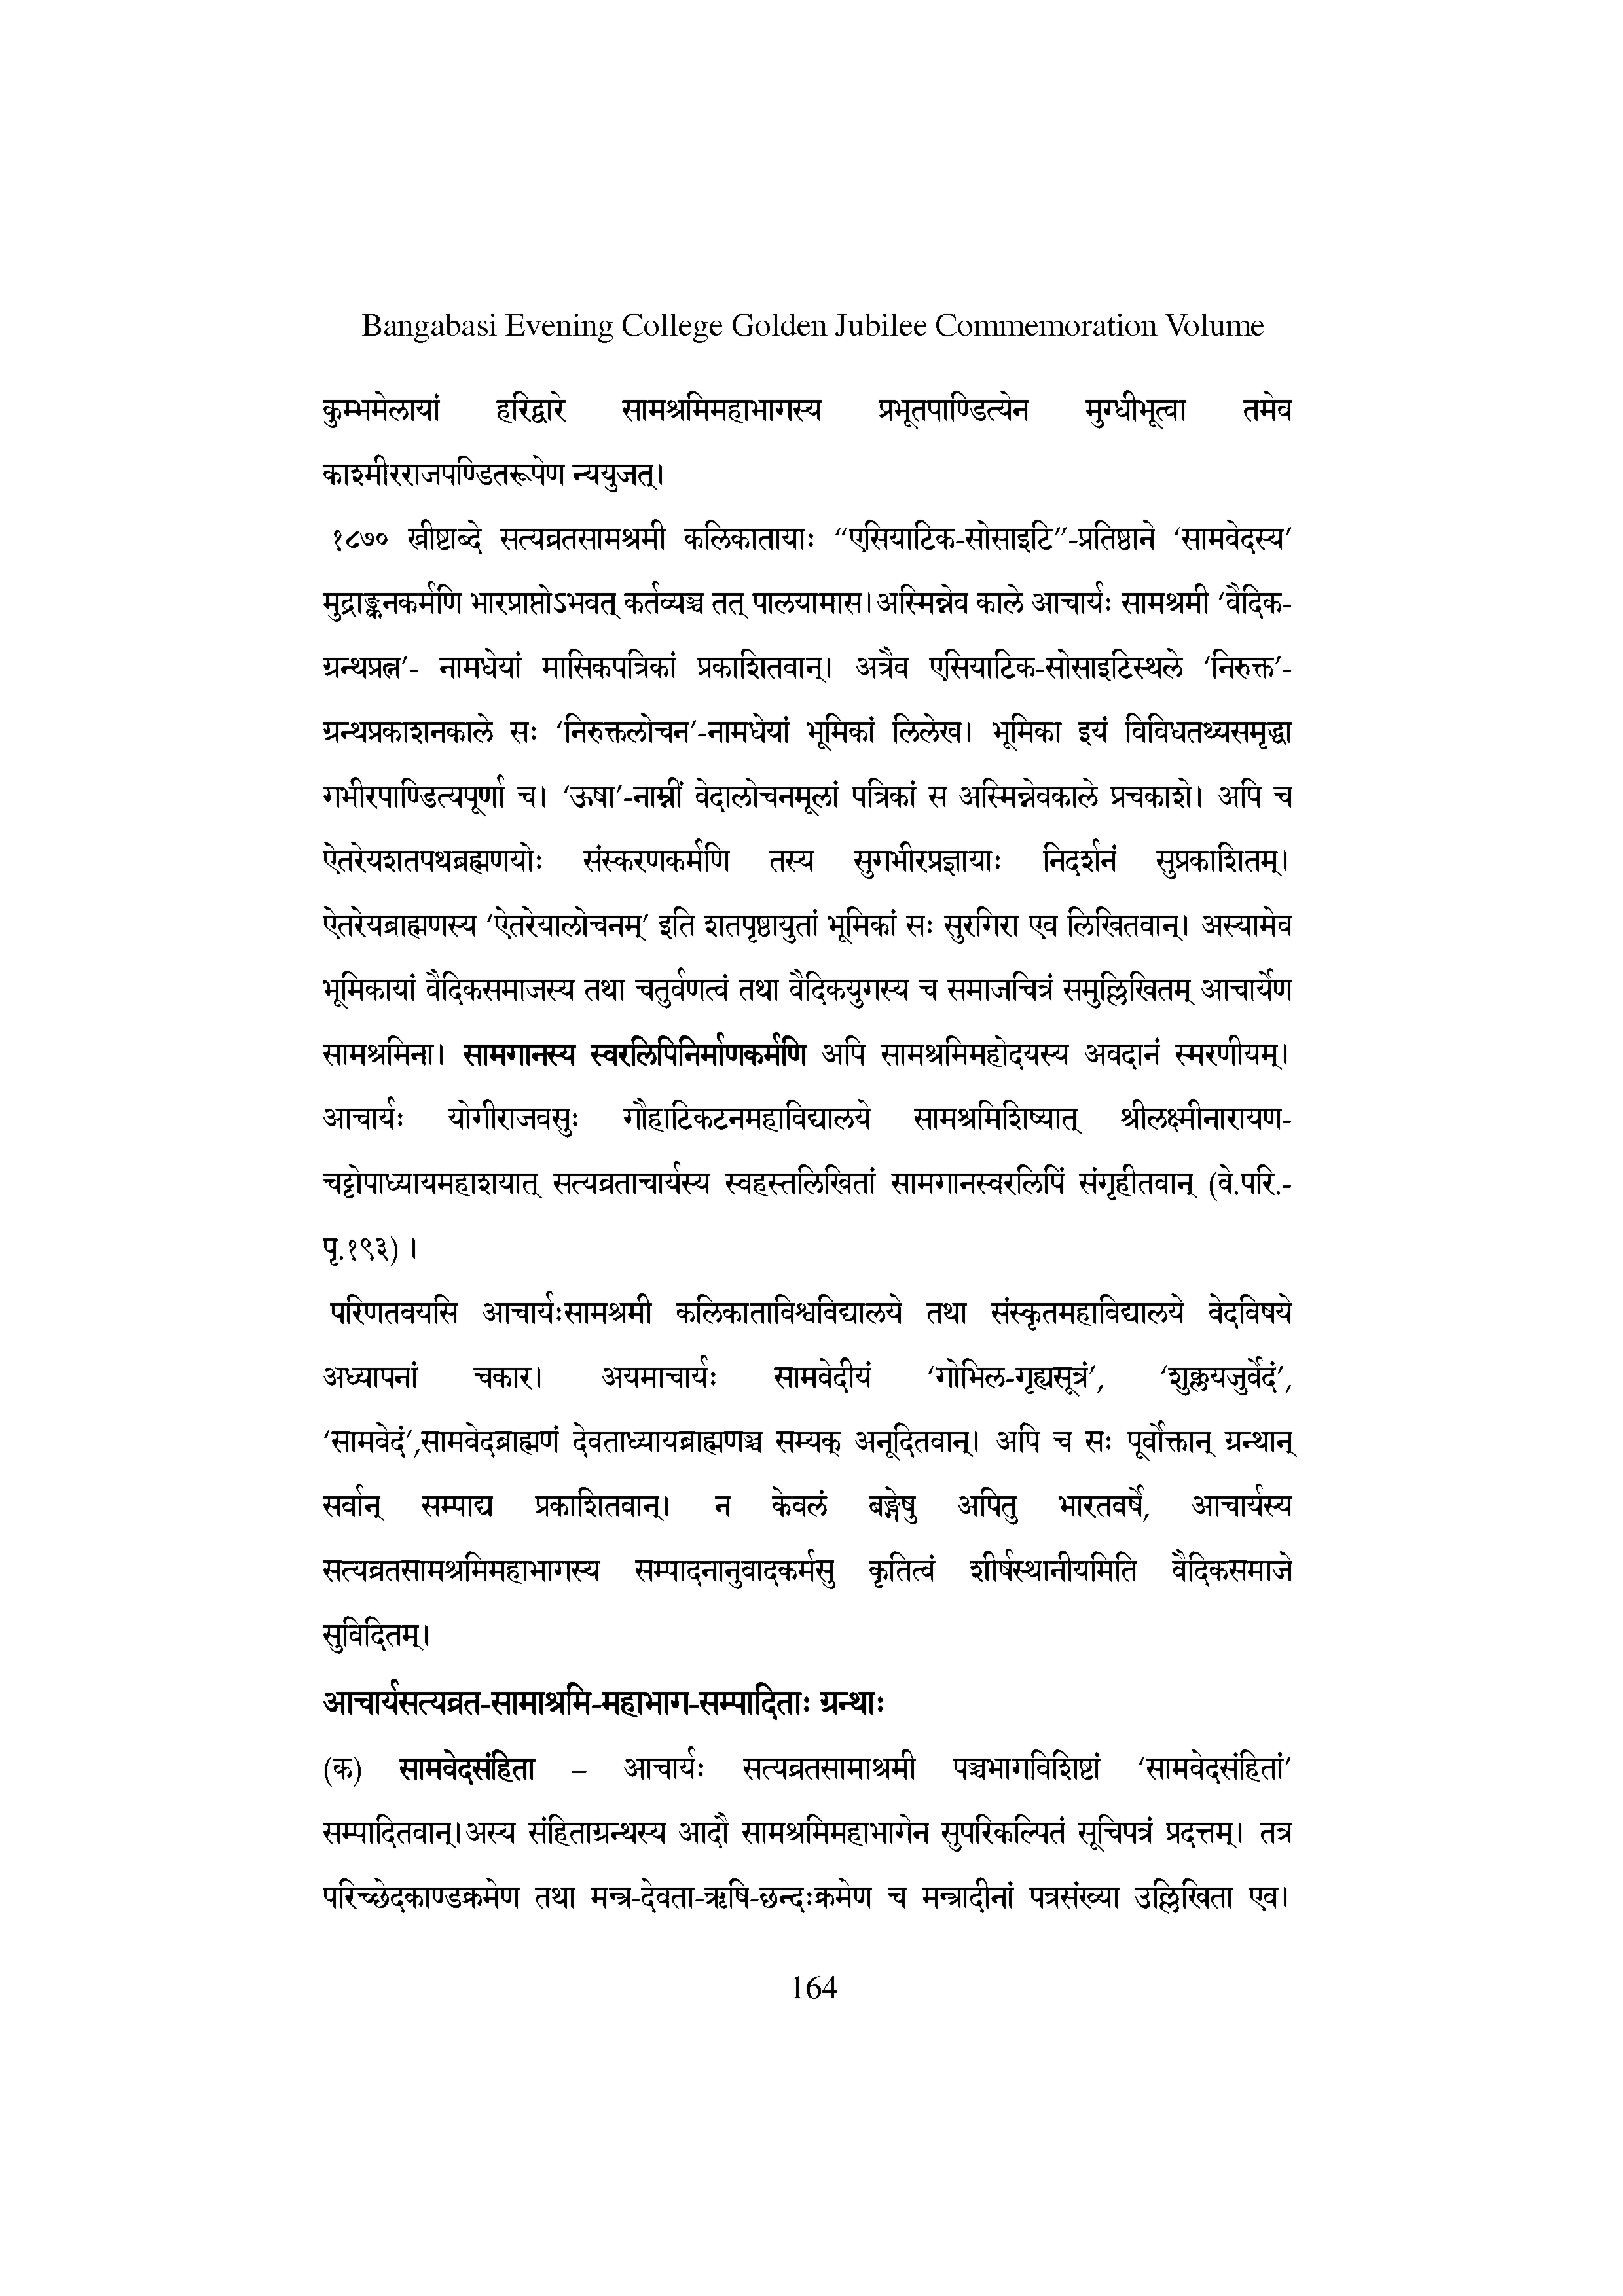 Bangabasi Evening College Golden Jubilee Commemoration Volume
कुम्भमेलायां हरिद्वारे सामश्रमिमहाभागस्य प्रभूतपाण्डित्येन मुग्धीभूत्वा तमेव
काश्मीरराजपण्डितरूपेण न्ययुजत्।
१८७० ख्रीष्टाब्दे सत्यव्रतसामश्रमी कलिकातायाः “एसियाटिक-सोसाइटि”-प्रतिष्ठाने ‘सामवेदस्य’
मुद्राङ्कनकर्मणि भारप्राप्तोऽभवत् कर्तव्यञ्च तत् पालयामास।अस्मिन्नेव काले आचार्यः सामश्रमी ‘वैदिक-
ग्रन्थप्रत्न’- नामधेयां मासिकपत्रिकां प्रकाशितवान्। अत्रैव एसियाटिक-सोसाइटिस्थले ‘निरुक्त’-
ग्रन्थप्रकाशनकाले सः ‘निरुक्तलोचन’-नामधेयां भूमिकां लिलेख। भूमिका इयं विविधतथ्यसमृद्धा
गभीरपाण्डित्यपूर्णा च। ‘ऊषा’-नाम्नीं वेदालोचनमूलां पत्रिकां स अस्मिन्नेवकाले प्रचकाशे। अपि च
ऐतरेयशतपथब्रह्मणयोः संस्करणकर्मणि तस्य सुगभीरप्रज्ञायाः निदर्शनं सुप्रकाशितम्।
ऐतरेयब्राह्मणस्य ‘ऐतरेयालोचनम्’ इति शतपृष्ठायुतां भूमिकां सः सुरगिरा एव लिखितवान्। अस्यामेव
भूमिकायां वैदिकसमाजस्य तथा चतुर्वणत्वं तथा वैदिकयुगस्य च समाजचित्रं समुल्लिखितम् आचार्येण
सामश्रमिना। सामगानस्य स्वरलिपिनिर्माणकर्मणि अपि सामश्रमिमहोदयस्य अवदानं स्मरणीयम्।
आचार्यः योगीराजवसुः गौहाटिकटनमहाविद्यालये सामश्रमिशिष्यात् श्रीलक्ष्मीनारायण-
चट्टोपाध्यायमहाशयात् सत्यव्रताचार्यस्य स्वहस्तलिखितां सामगानस्वरलिपिं संगृहीतवान् (वे.परि.-
पृ.१९३) ।
परिणतवयसि आचार्यःसामश्रमी कलिकाताविश्वविद्यालये तथा संस्कृतमहाविद्यालये वेदविषये
अध्यापनां चकार। अयमाचार्यः सामवेदीयं ‘गोभिल-गृह्यसूत्रं’, ‘शुक्लयजुर्वेदं’,
‘सामवेदं’,सामवेदब्राह्मणं देवताध्यायब्राह्मणञ्च सम्यक् अनूदितवान्। अपि च सः पूर्वोक्तान् ग्रन्थान्
सर्वान् सम्पाद्य प्रकाशितवान्। न केवलं बङ्गेषु अपितु भारतवर्षे, आचार्यस्य
सत्यव्रतसामश्रमिमहाभागस्य सम्पादनानुवादकर्मसु कृतित्वं शीर्षस्थानीयमिति वैदिकसमाजे
सुविदितम्।
आचार्यसत्यव्रत-सामाश्रमि-महाभाग-सम्पादिताः ग्रन्थाः
(क) सामवेदसंहिता – आचार्यः सत्यव्रतसामाश्रमी पञ्चभागविशिष्टां ‘सामवेदसंहितां’
सम्पादितवान्।अस्य संहिताग्रन्थस्य आदौ सामश्रमिमहाभागेन सुपरिकल्पितं सूचिपत्रं प्रदत्तम्। तत्र
परिच्छेदकाण्डक्रमेण तथा मन्त्र-देवता-ऋषि-छन्दःक्रमेण च मन्त्रादीनां पत्रसंख्या उल्लिखिता एव।
164